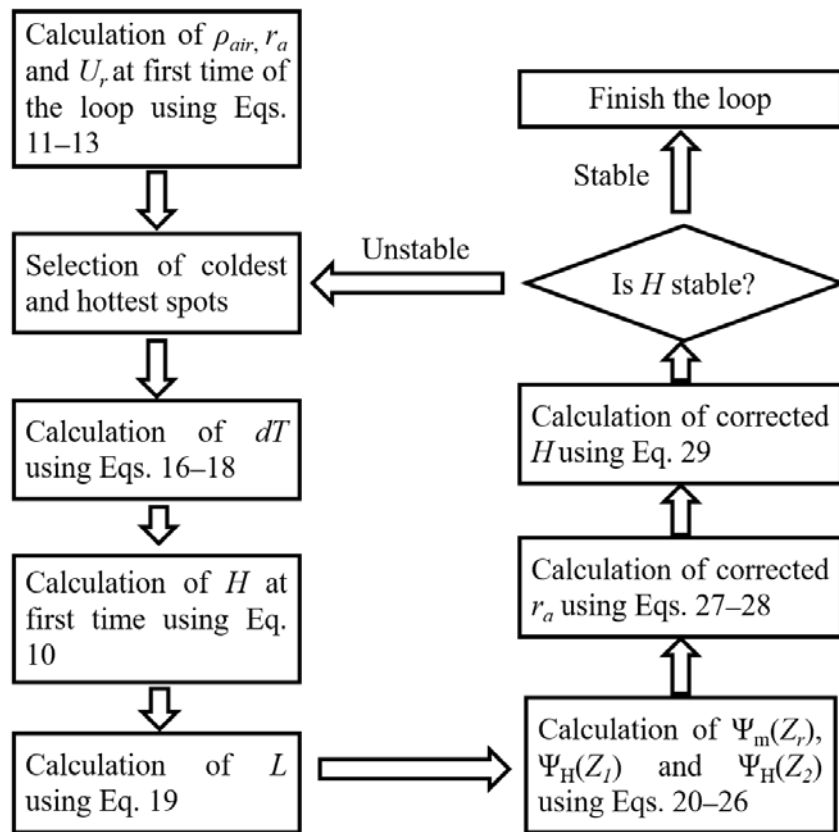 Calculation of ρair, ra
and Ur at first time of
the loop using Eqs.
11–13
Selection of coldest
and hottest spots
Calculation of dT
using Eqs. 16–18
Calculation of H at
first time using Eq.
10
Calculation of L
using Eq. 19
Calculation of Ψm(Zr),
ΨH(Z1) and ΨH(Z2)
using Eqs. 20–26
Calculation of corrected
ra using Eqs. 27–28
Calculation of corrected
H using Eq. 29
Is H stable?
Unstable
Stable
Finish the loop